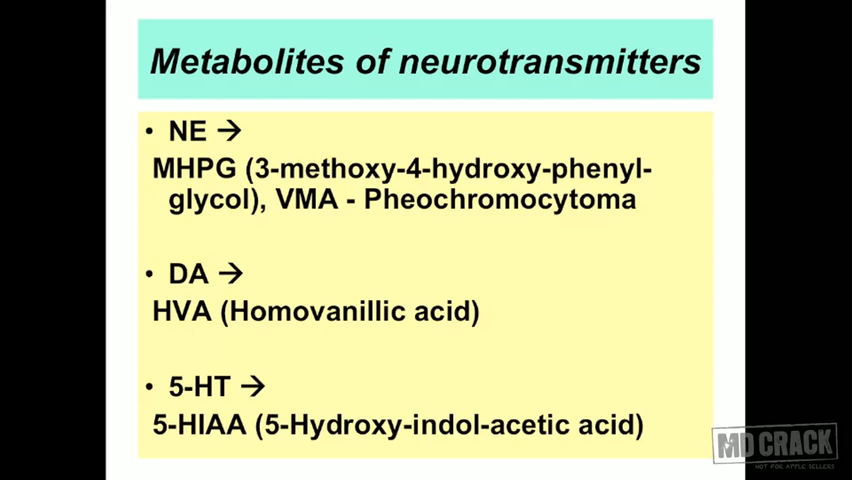 Metabolites of neurotransmitters
• NE →
MHPG (3-methoxy-4-hydroxy-phenyl-
glycol), VMA - Pheochromocytoma
• DA →
HVA (Homovanillic acid)
• 5-HT →
5-HIAA (5-Hydroxy-indol-acetic acid)
MD CRACK
NOT FOR APPLE SELLERS